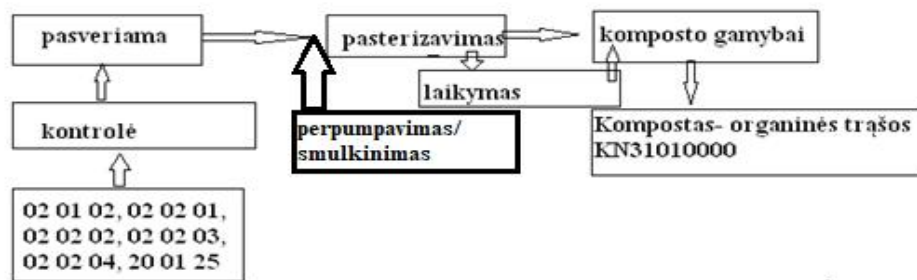 pasveriama
pasterizavimas
komposto gamybai
laikymas
kontrolė
perpumpavimas/
smulkinimas
Kompostas- organinės trąšos
KN31010000
02 01 02, 02 02 01,
02 02 02, 02 02 03,
02 02 04, 20 01 25